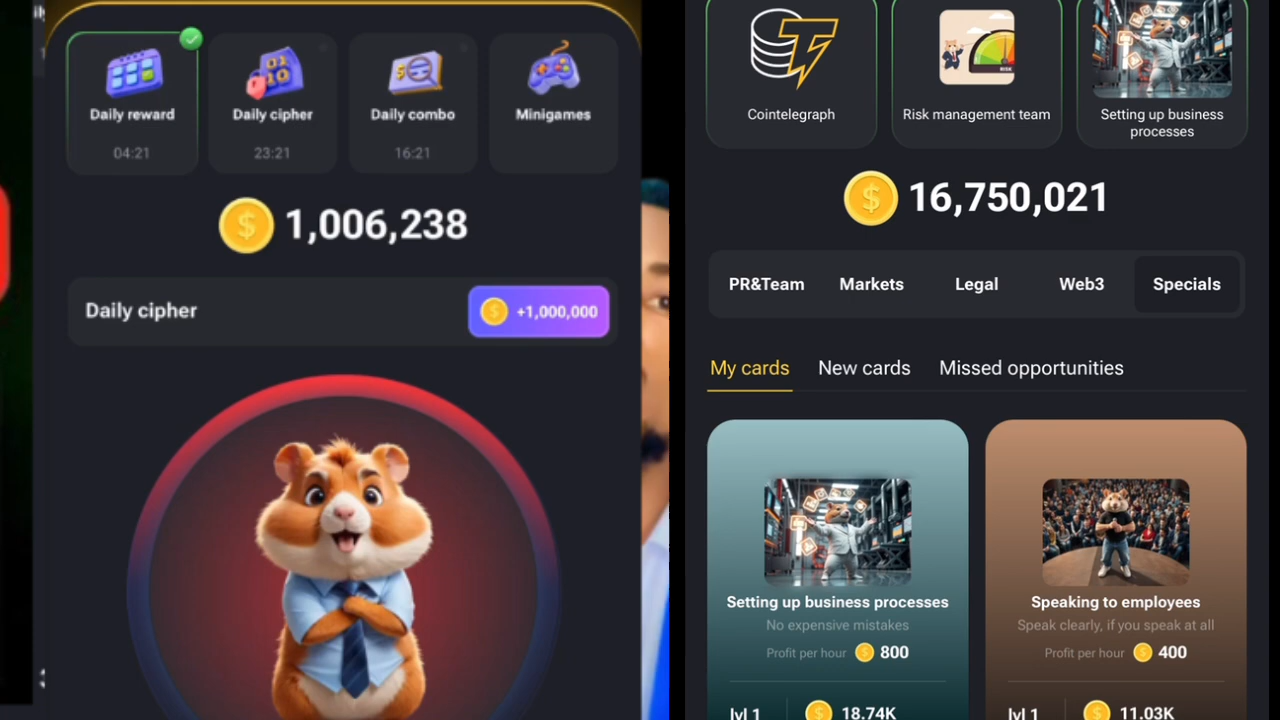 Daily reward
04:21
Daily cipher
23:21
Daily combo
16:21
Minigames
1,006,238
Daily cipher
+1,000,000
Cointelegraph
Risk management team
Setting up business
processes
16,750,021
PR&Team
Markets
Legal
Web3
Specials
My cards
New cards
Missed opportunities
Setting up business processes
No expensive mistakes
Profit per hour
800
lvl 1
18.74K
Speaking to employees
Speak clearly, if you speak at all
Profit per hour
400
lvl 1
11.03K